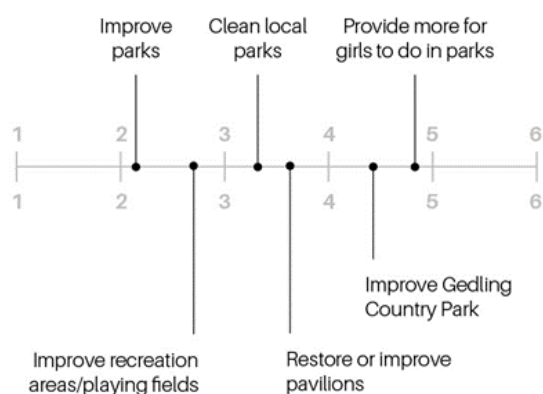 Improve
parks
Clean local
parks
Provide more for
girls to do in parks
1 2 3 4 5 6
1 2 3 4 5 6
Improve Gedling
Country Park
Improve recreation
areas/playing fields
Restore or improve
pavilions